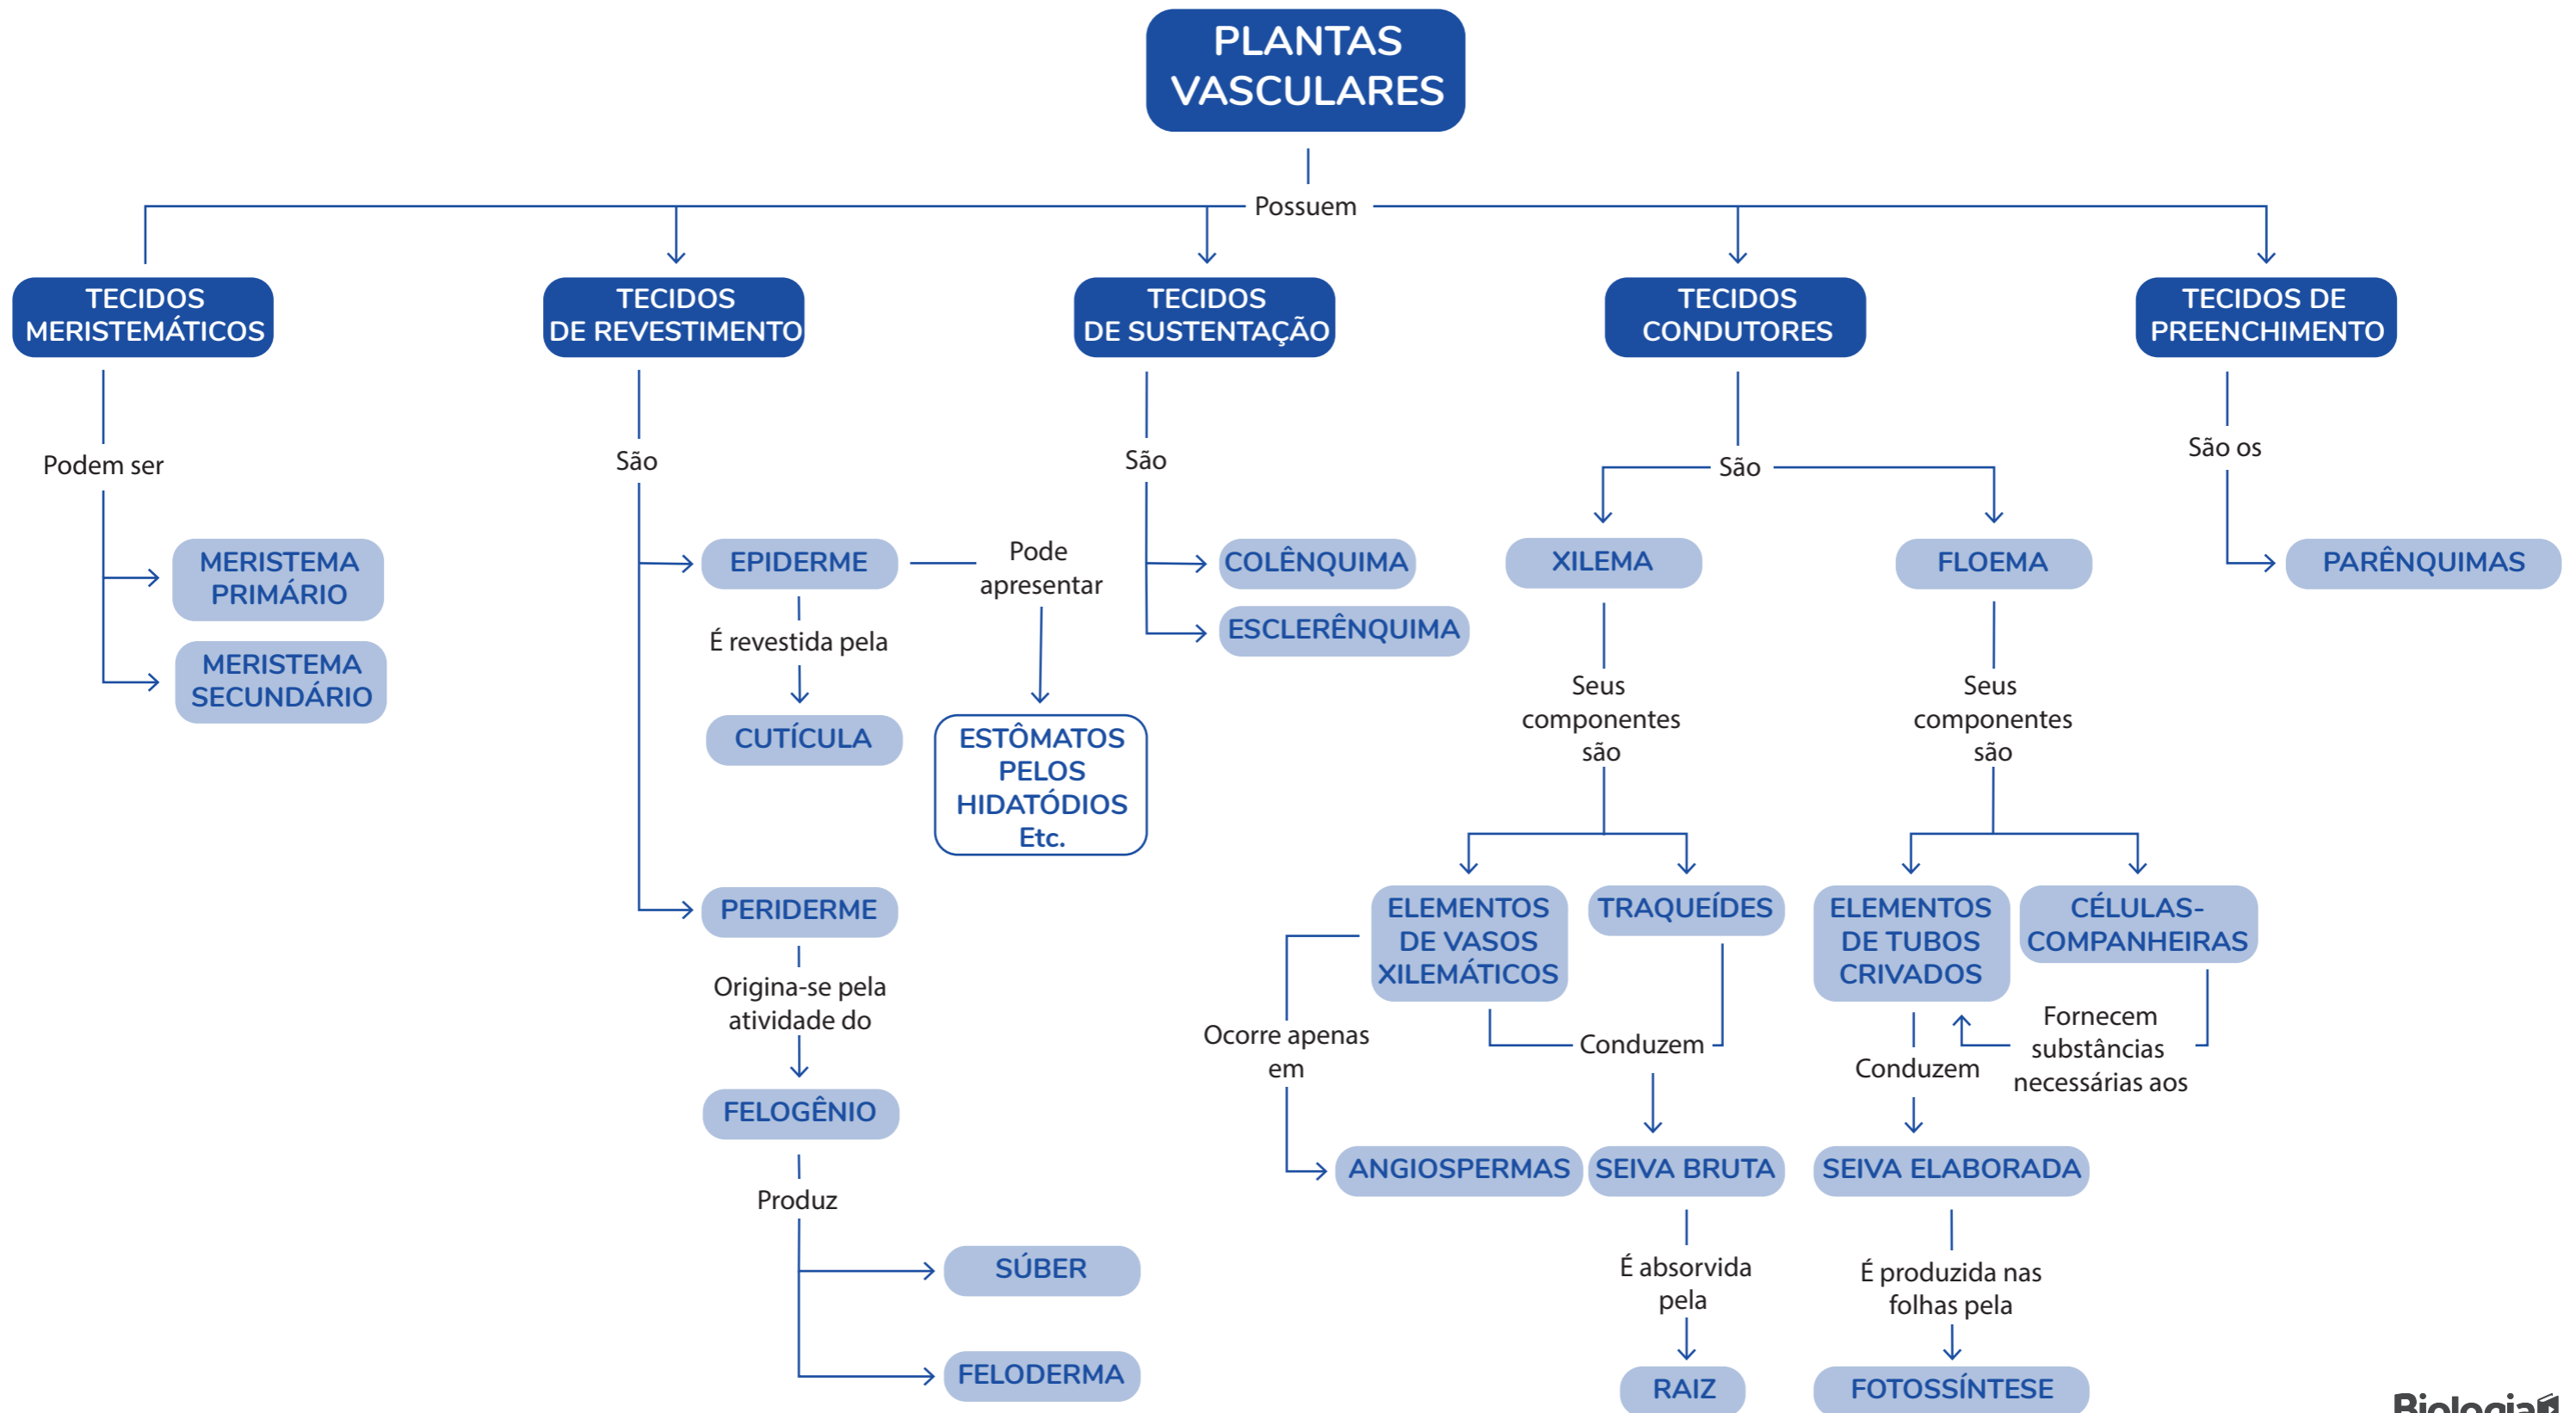 PLANTAS
VASCULARES
Possuem
TECIDOS
MERISTEMÁTICOS
TECIDOS
DE REVESTIMENTO
TECIDOS
DE SUSTENTAÇÃO
TECIDOS
CONDUTORES
TECIDOS DE
PREENCHIMENTO
Podem ser
MERISTEMA
PRIMÁRIO
MERISTEMA
SECUNDÁRIO
São
EPIDERME
Pode
apresentar
É revestida pela
CUTÍCULA
ESTÔMATOS
PELOS
HIDATÓDIOS
Etc.
PERIDERME
Origina-se pela
atividade do
FELOGÊNIO
Produz
SÚBER
FELODERMA
São
COLÊNQUIMA
ESCLERÊNQUIMA
São
XILEMA
Seus
componentes
são
ELEMENTOS
DE VASOS
XILEMÁTICOS
TRAQUEÍDES
Ocorre apenas
em
Conduzem
ANGIOSPERMAS
SEIVA BRUTA
É absorvida
pela
RAIZ
FLOEMA
Seus
componentes
são
ELEMENTOS
DE TUBOS
CRIVADOS
CÉLULAS-
COMPANHEIRAS
Conduzem
Fornecem
substâncias
necessárias aos
SEIVA ELABORADA
É produzida nas
folhas pela
FOTOSSÍNTESE
São os
PARÊNQUIMAS
Biologia